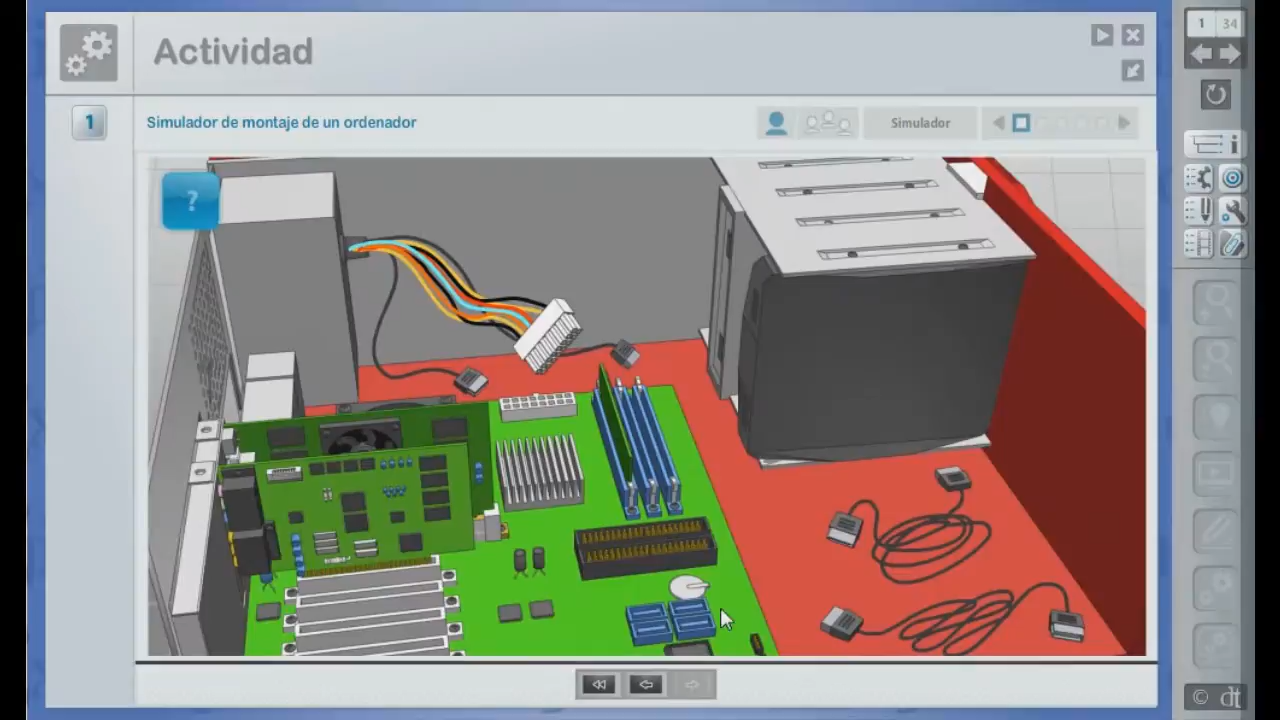 Actividad
1 34
1
Simulador de montaje de un ordenador
Simulador
?
i
© dt